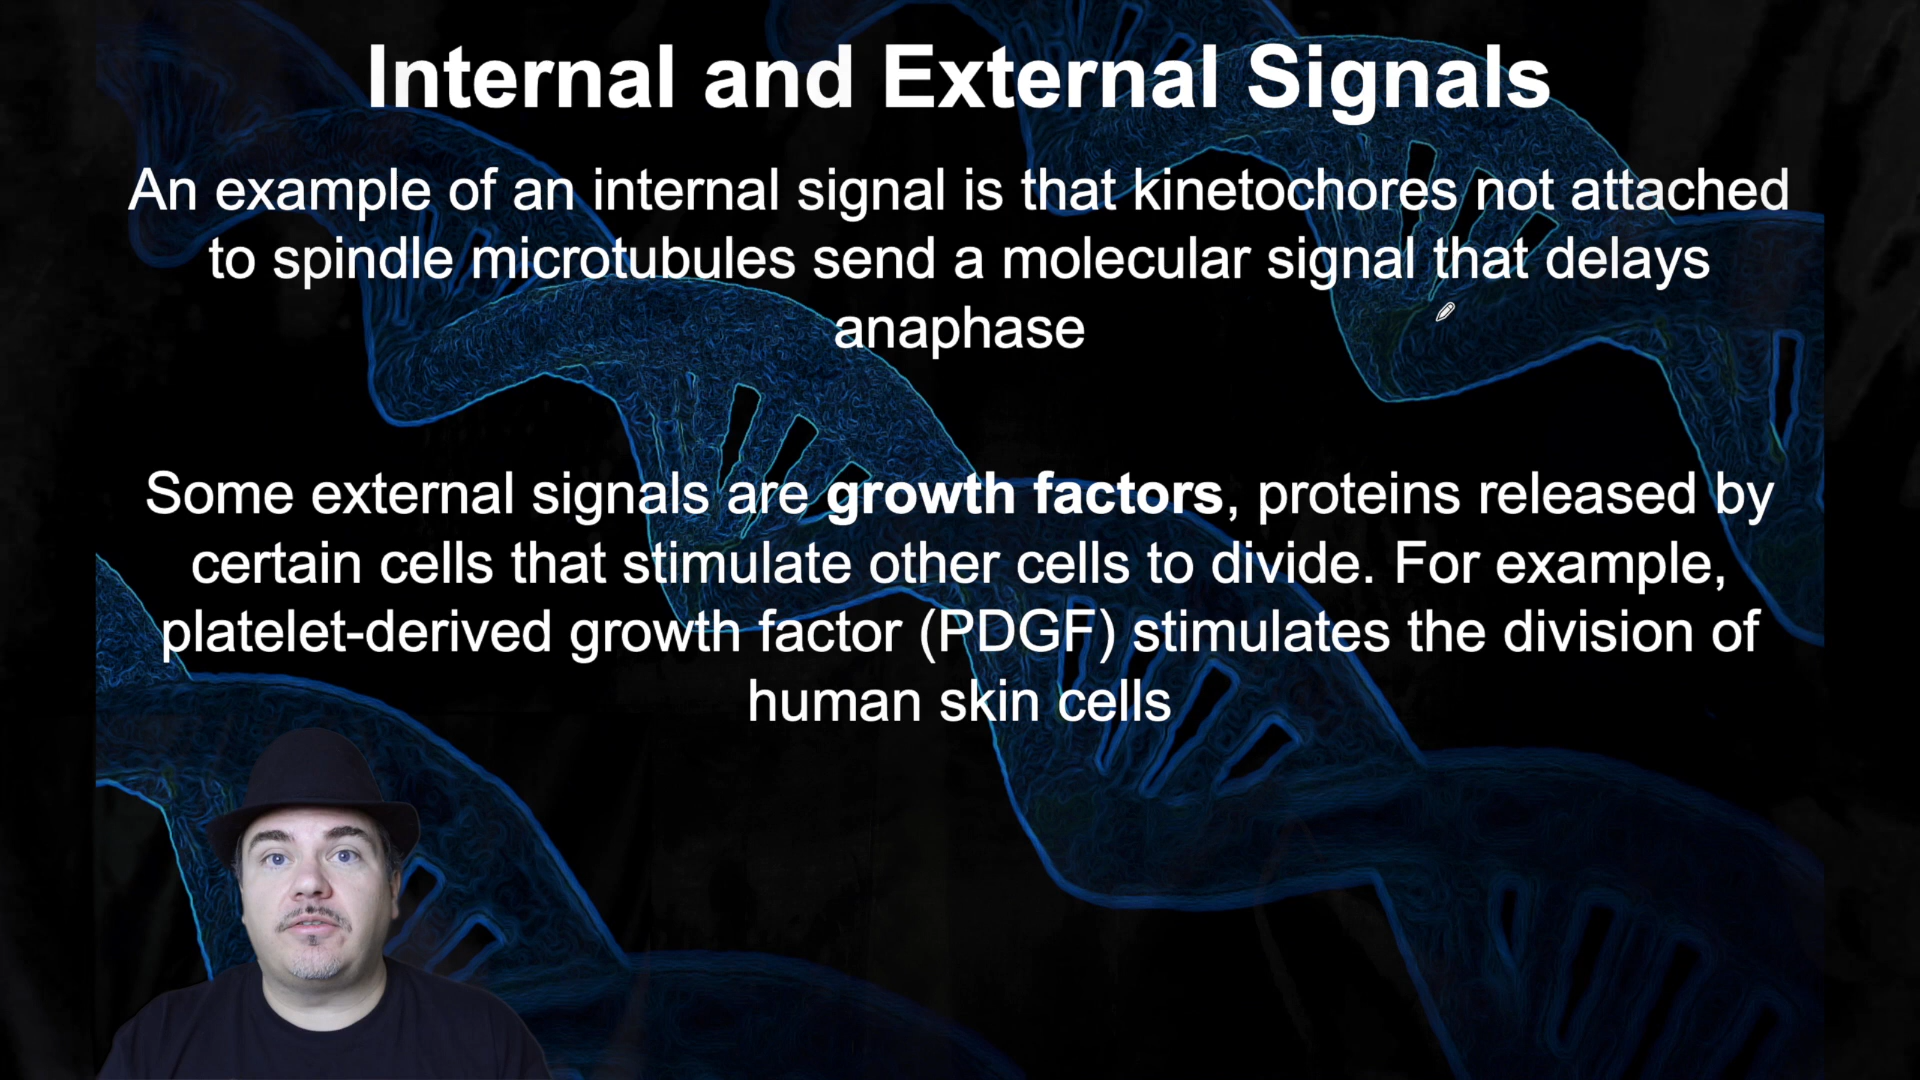 Internal and External Signals
An example of an internal signal is that kinetochores not attached
to spindle microtubules send a molecular signal that delays
anaphase
Some external signals are growth factors, proteins released by
certain cells that stimulate other cells to divide. For example,
platelet-derived growth factor (PDGF) stimulates the division of
human skin cells